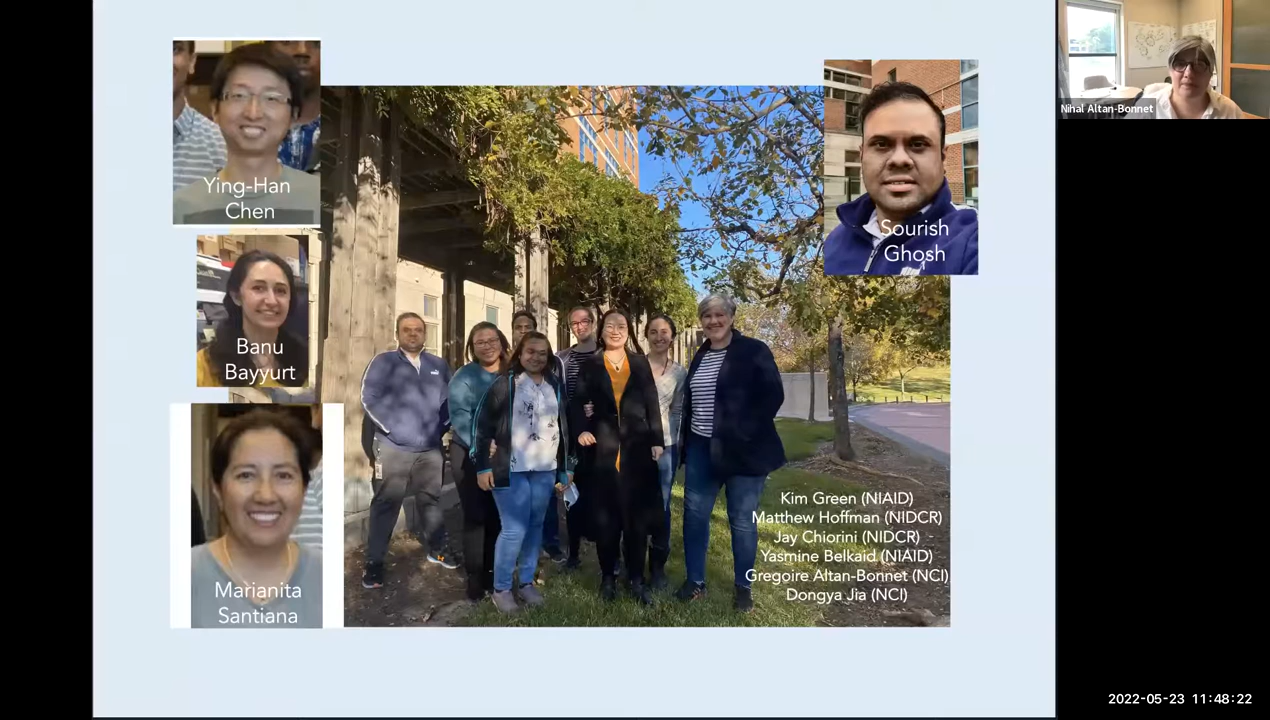 Ying-Han
Chen
Banu
Bayyurt
Marianita
Santiana
Sourish
Ghosh
Kim Green (NIAID)
Matthew Hoffman (NIDCR)
Jay Chiorini (NIDCR)
Yasmine Belkaid (NIAID)
Gregoire Altan-Bonnet (NCI)
Dongya Jia (NCI)
Nihal Altan-Bonnet
2022-05-23 11:48:22